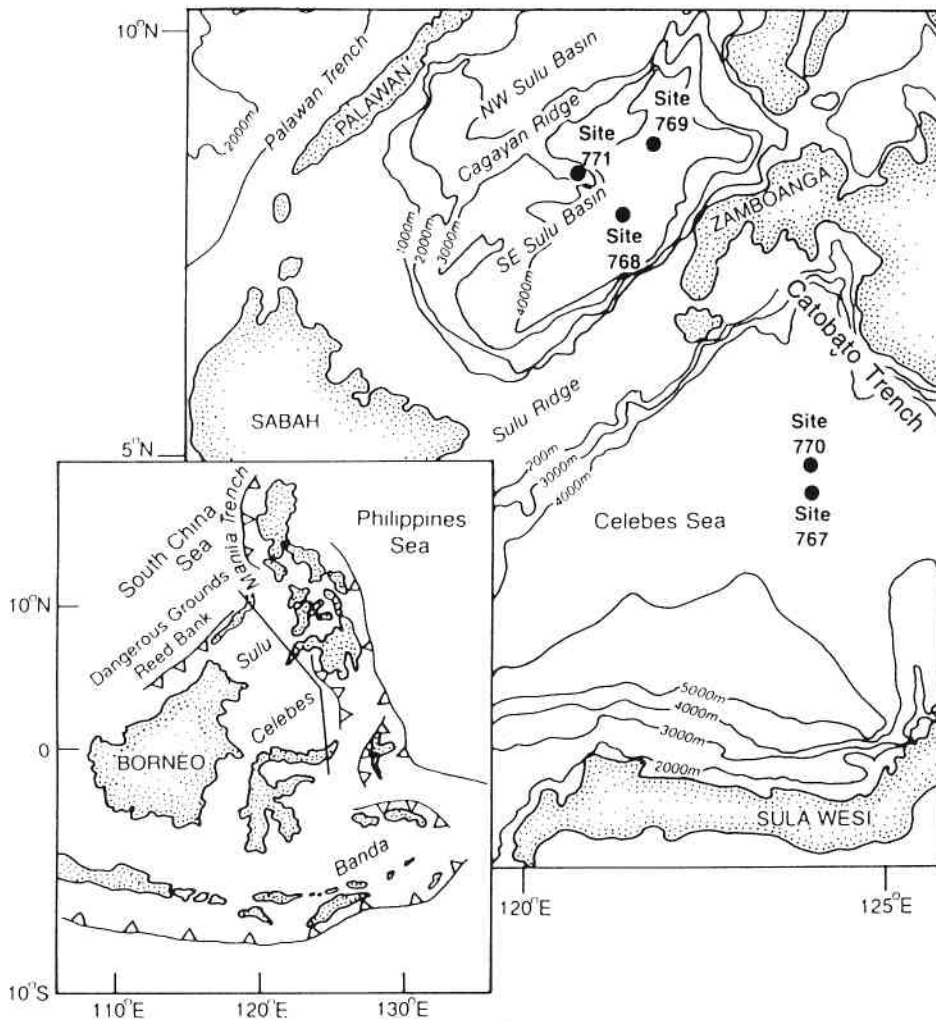 10°N
2000m
Palawan Trench
PALAWAN
NW Sulu Basin
Cagayan Ridge
Site
769
Site
771
SE Sulu Basin
Site
768
1000m
2000m
3000m
4000m
ZAMBOANGA
Catobato Trench
SABAH
Sulu Ridge
5°N
200m
3000m
4000m
Site
770
Celebes Sea
Site
767
5000m
4000m
3000m
2000m
SULA WESI
120°E
125°E
South China
Sea
Manila Trench
Philippines
Sea
10°N
Dangerous Grounds
Reed Bank
Sulu
Celebes
0
BORNEO
Banda
10°S
110°E
120°E
130°E